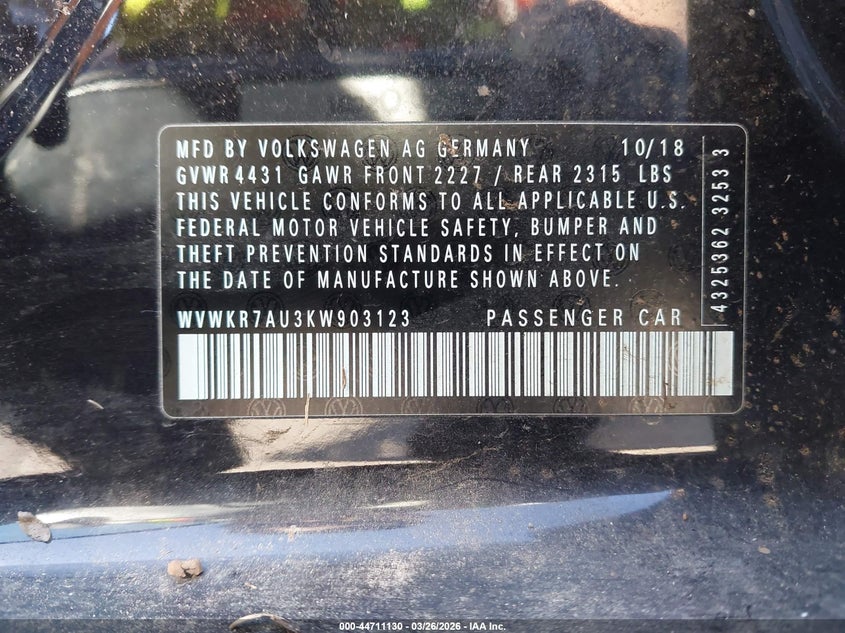 MFD BY VOLKSWAGEN AG GERMANY 10/18
GVWR 4431 GAWR FRONT 2227 / REAR 2315 LBS
THIS VEHICLE CONFORMS TO ALL APPLICABLE U.S.
FEDERAL MOTOR VEHICLE SAFETY, BUMPER AND
THEFT PREVENTION STANDARDS IN EFFECT ON
THE DATE OF MANUFACTURE SHOWN ABOVE.
WVWKR7AU3KW903123 PASSENGER CAR
4325362 3253 3
000-44711130 - 03/26/2026 - IAA Inc.